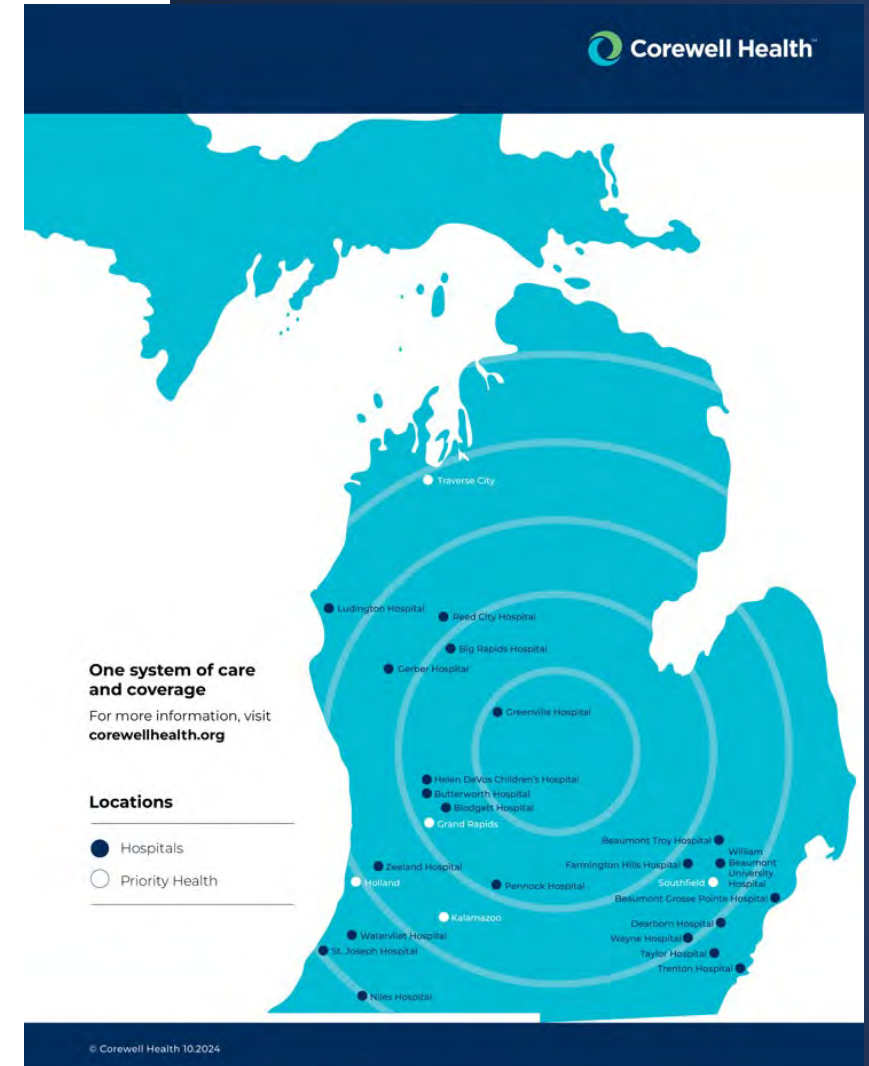 Corewell Health™
Traverse City
Ludington Hospital
Reed City Hospital
Big Rapids Hospital
Gerber Hospital
One system of care
and coverage
For more information, visit
corewellhealth.org
Greenville Hospital
Helen DeVos Children's Hospital
Butterworth Hospital
Blodgett Hospital
Grand Rapids
Locations
Hospitals
Priority Health
Beaumont Troy Hospital
William
Beaumont
University
Hospital
Farmington Hills Hospital
Zeeland Hospital
Holland
Pennock Hospital
Southfield
Beaumont Grosse Pointe Hospital
Kalamazoo
Dearborn Hospital
Watervliet Hospital
Wayne Hospital
St. Joseph Hospital
Taylor Hospital
Trenton Hospital
Niles Hospital
© Corewell Health 10.2024